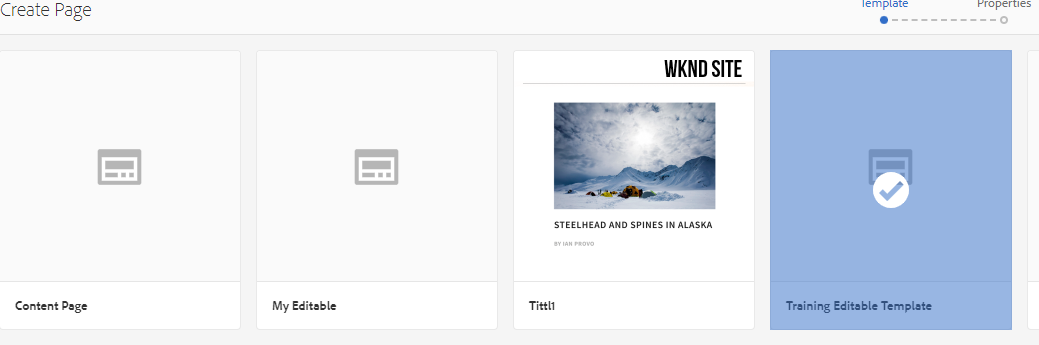 Create Page
Template
Properties
WKND SITE
STEELHEAD AND SPINES IN ALASKA
BY IAN PROVO
Content Page
My Editable
Tittl1
Training Editable Template